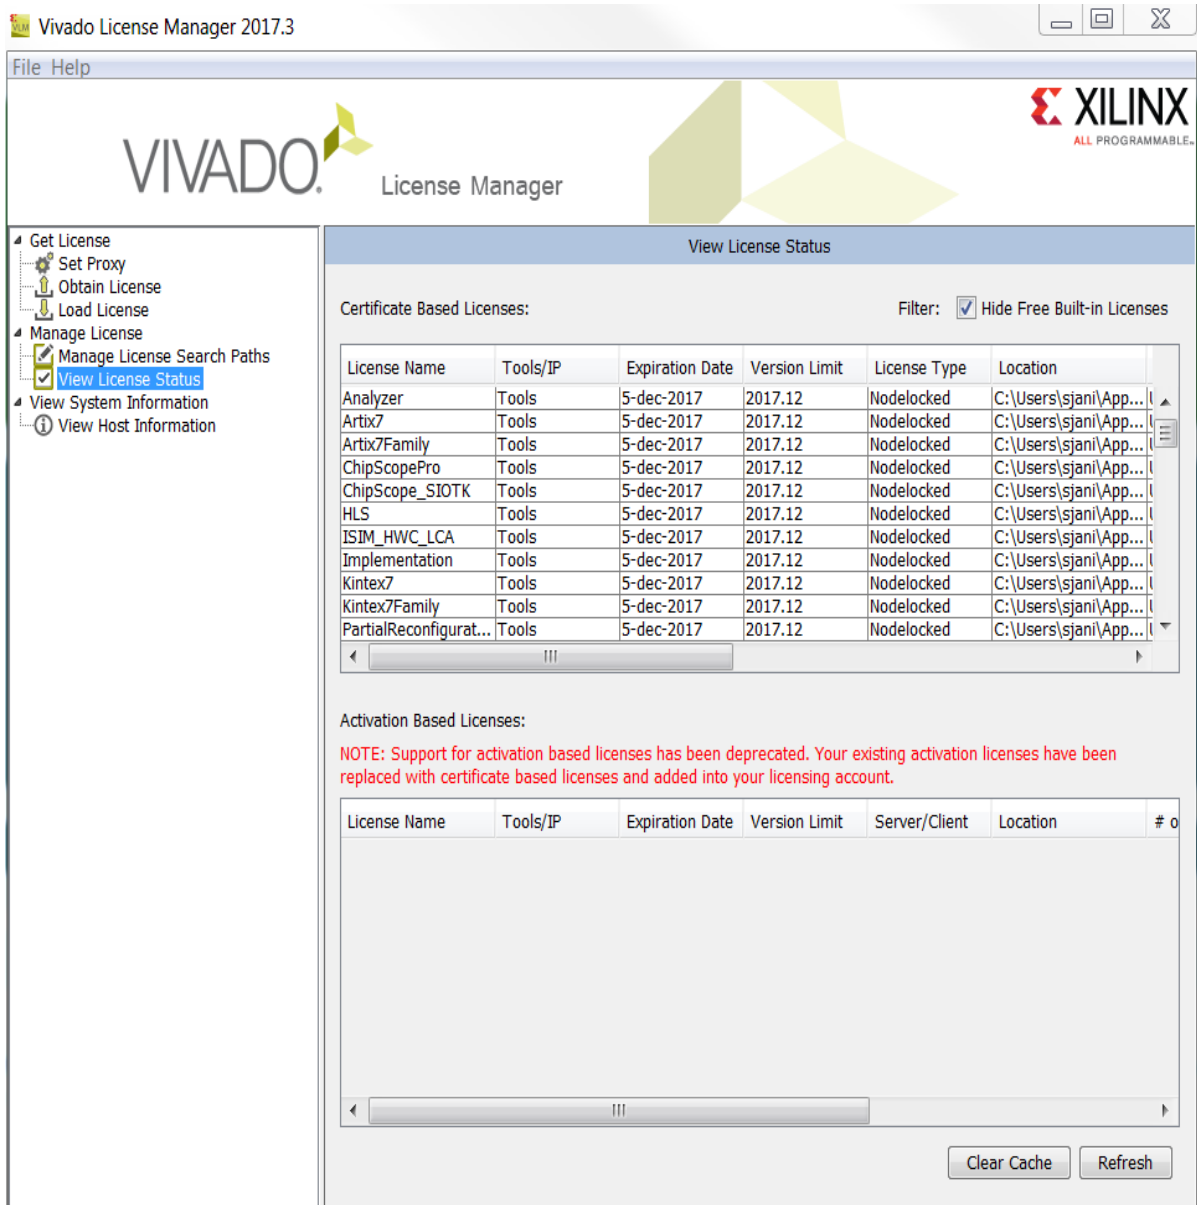 VLM Vivado License Manager 2017.3
File Help
VIVADO. License Manager
XILINX
ALL PROGRAMMABLE™
Get License
Set Proxy
Obtain License
Load License
Manage License
Manage License Search Paths
View License Status
View System Information
View Host Information
View License Status
Certificate Based Licenses: Filter: Hide Free Built-in Licenses
License Name Tools/IP Expiration Date Version Limit License Type Location
Analyzer Tools 5-dec-2017 2017.12 Nodelocked C:\Users\sjani\App...
Artix7 Tools 5-dec-2017 2017.12 Nodelocked C:\Users\sjani\App...
Artix7Family Tools 5-dec-2017 2017.12 Nodelocked C:\Users\sjani\App...
ChipScopePro Tools 5-dec-2017 2017.12 Nodelocked C:\Users\sjani\App...
ChipScope_SIOTK Tools 5-dec-2017 2017.12 Nodelocked C:\Users\sjani\App...
HLS Tools 5-dec-2017 2017.12 Nodelocked C:\Users\sjani\App...
ISIM_HWC_LCA Tools 5-dec-2017 2017.12 Nodelocked C:\Users\sjani\App...
Implementation Tools 5-dec-2017 2017.12 Nodelocked C:\Users\sjani\App...
Kintex7 Tools 5-dec-2017 2017.12 Nodelocked C:\Users\sjani\App...
Kintex7Family Tools 5-dec-2017 2017.12 Nodelocked C:\Users\sjani\App...
PartialReconfigurat... Tools 5-dec-2017 2017.12 Nodelocked C:\Users\sjani\App...
Activation Based Licenses:
NOTE: Support for activation based licenses has been deprecated. Your existing activation licenses have been
replaced with certificate based licenses and added into your licensing account.
License Name Tools/IP Expiration Date Version Limit Server/Client Location # o
Clear Cache Refresh